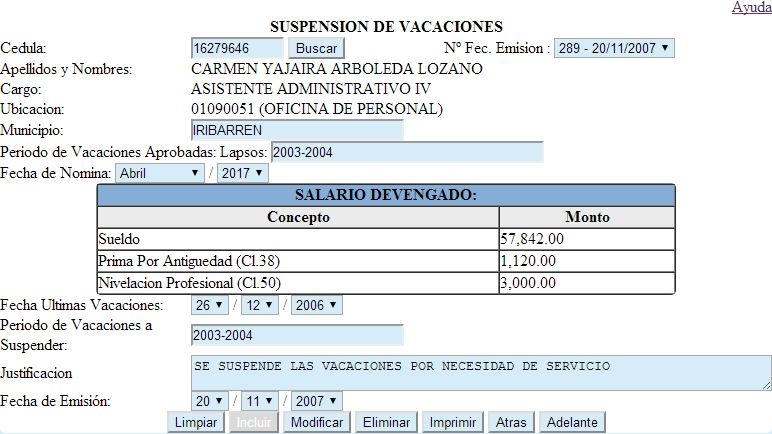 Ayuda
SUSPENSION DE VACACIONES
Cedula: 16279646 Buscar Nº Fec. Emision : 289 - 20/11/2007
Apellidos y Nombres: CARMEN YAJAIRA ARBOLEDA LOZANO
Cargo: ASISTENTE ADMINISTRATIVO IV
Ubicacion: 01090051 (OFICINA DE PERSONAL)
Municipio: IRIBARREN
Periodo de Vacaciones Aprobadas: Lapsos: 2003-2004
Fecha de Nomina: Abril / 2017
SALARIO DEVENGADO:
Concepto Monto
Sueldo 57,842.00
Prima Por Antiguedad (Cl.38) 1,120.00
Nivelacion Profesional (Cl.50) 3,000.00
Fecha Ultimas Vacaciones: 26 / 12 / 2006
Periodo de Vacaciones a
Suspender: 2003-2004
Justificacion SE SUSPENDE LAS VACACIONES POR NECESIDAD DE SERVICIO
Fecha de Emisión: 20 / 11 / 2007
Limpiar Incluir Modificar Eliminar Imprimir Atras Adelante